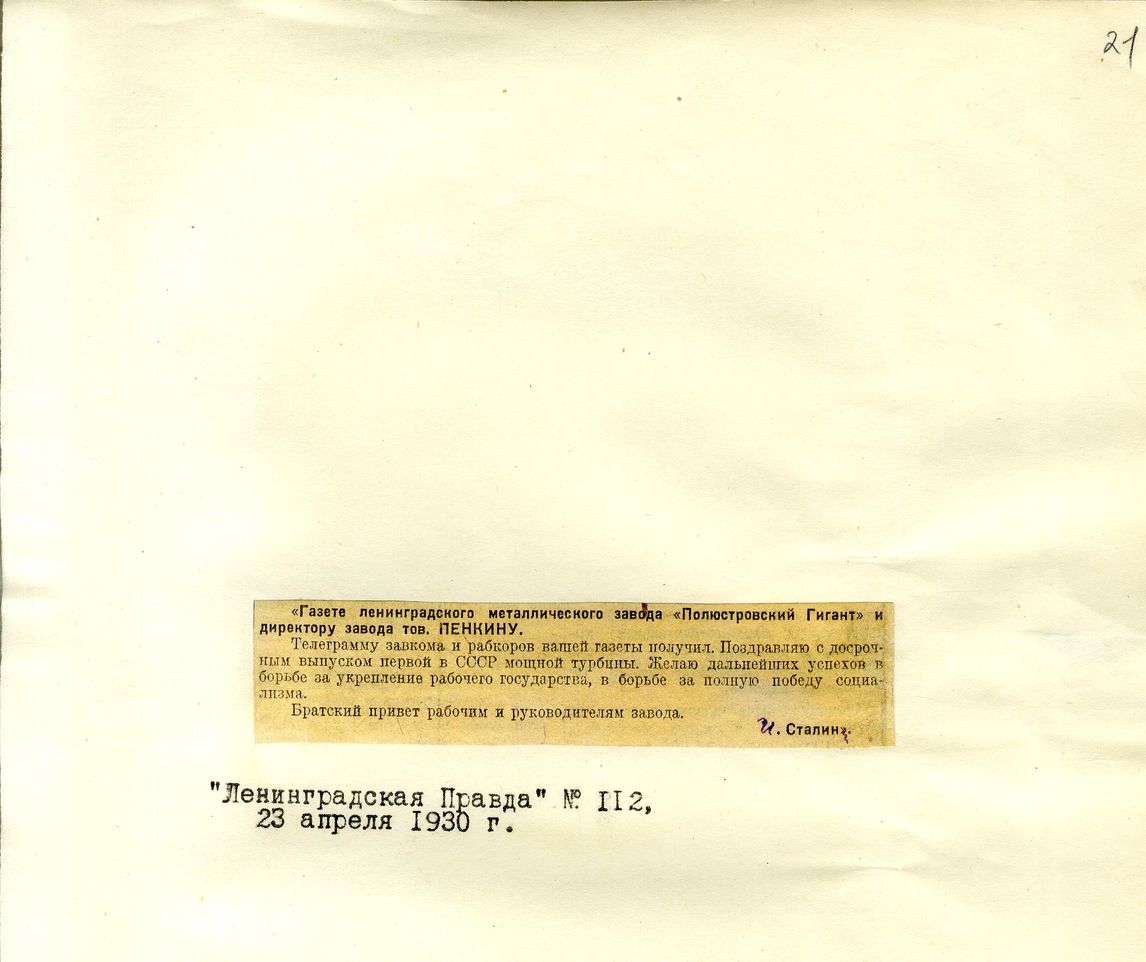 21
«Газете ленинградского металлического завода «Полюстровский Гигант» и
директору завода тов. ПЕНКИНУ.
Телеграмму завкома и рабкоров вашей газеты получил. Поздравляю с досроч-
ным выпуском первой в СССР мощной турбины. Желаю дальнейших успехов в
борьбе за укрепление рабочего государства, в борьбе за полную победу социа-
лизма.
Братский привет рабочим и руководителям завода.
И. Сталин».
"Ленинградская Правда" № II2,
23 апреля I930 г.